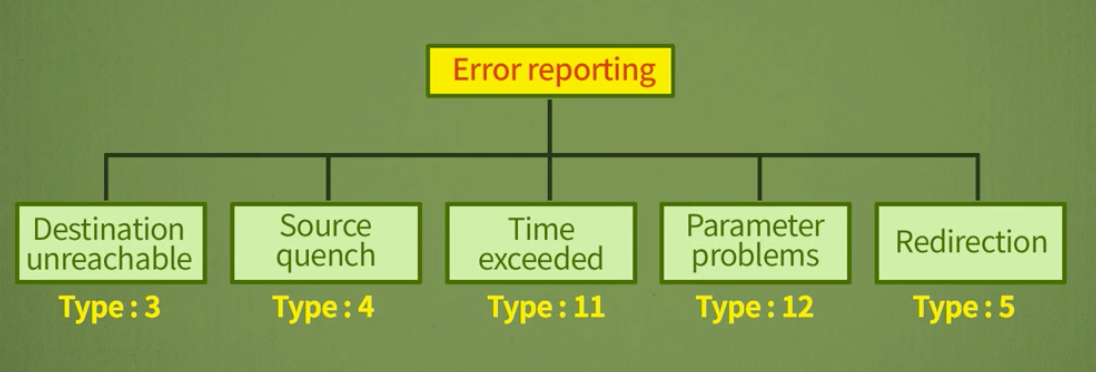 Error reporting
Destination
unreachable
Source
quench
Time
exceeded
Parameter
problems
Redirection
Type : 3
Type : 4
Type : 11
Type : 12
Type : 5